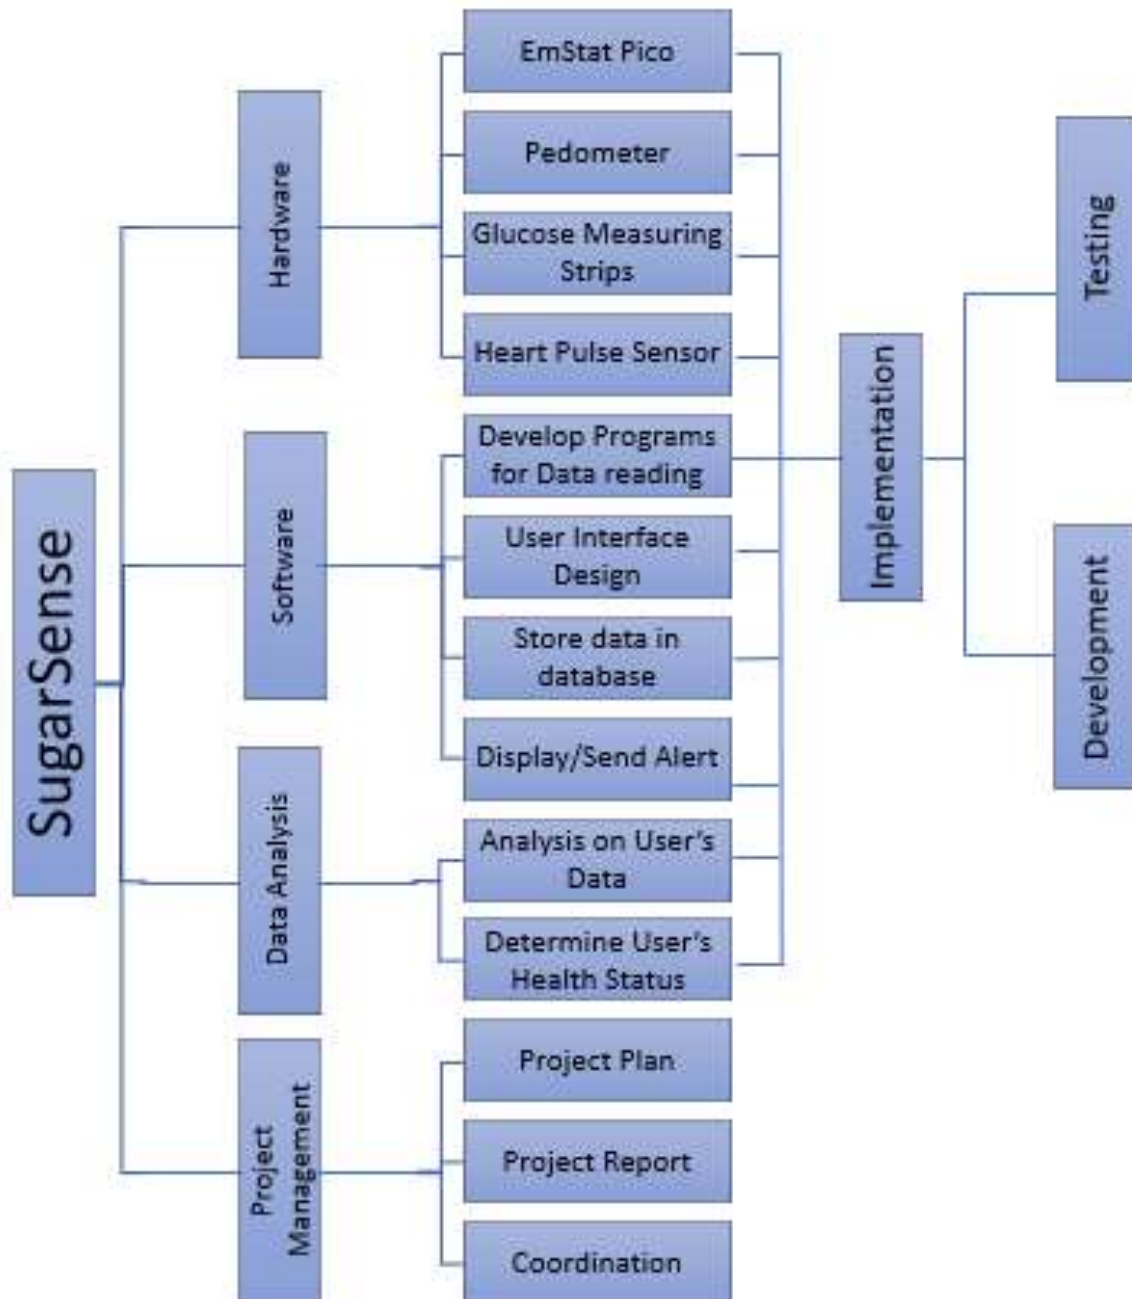 SugarSense
Hardware
Software
Data Analysis
Project
Management
EmStat Pico
Pedometer
Glucose Measuring
Strips
Heart Pulse Sensor
Develop Programs
for Data reading
User Interface
Design
Store data in
database
Display/Send Alert
Analysis on User's
Data
Determine User's
Health Status
Project Plan
Project Report
Coordination
Implementation
Testing
Development